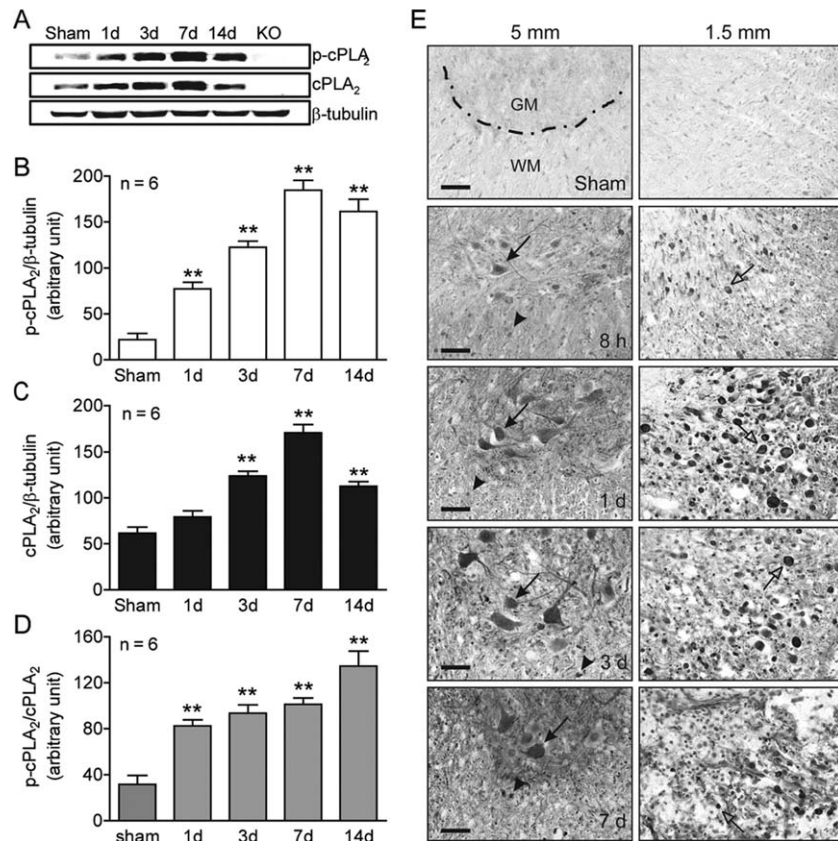 A
Sham 1d 3d 7d 14d KO
p-cPLA2
cPLA2
β-tubulin
B
n = 6
p-cPLA2/β-tubulin
(arbitrary unit)
200
150
100
50
0
** ** ** **
Sham 1d 3d 7d 14d
C
n = 6
cPLA2/β-tubulin
(arbitrary unit)
200
150
100
50
0
** ** **
Sham 1d 3d 7d 14d
D
n = 6
p-cPLA2/cPLA2
(arbitrary unit)
160
120
80
40
0
** ** ** **
sham 1d 3d 7d 14d
E
5 mm 1.5 mm
GM
WM
Sham
8 h
1 d
3 d
7 d